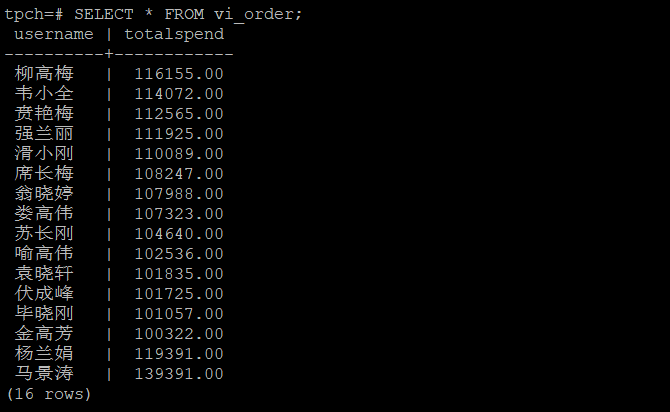 tpch=# SELECT * FROM vi_order;
 username | totalspend
----------+------------
 柳高梅   |  116155.00
 韦小全   |  114072.00
 贲艳梅   |  112565.00
 强兰丽   |  111925.00
 滑小刚   |  110089.00
 席长梅   |  108247.00
 翁晓婷   |  107988.00
 娄高伟   |  107323.00
 苏长刚   |  104640.00
 喻高伟   |  102536.00
 袁晓轩   |  101835.00
 伏成峰   |  101725.00
 毕晓刚   |  101057.00
 金高芳   |  100322.00
 杨兰娟   |  119391.00
 马景涛   |  139391.00
(16 rows)